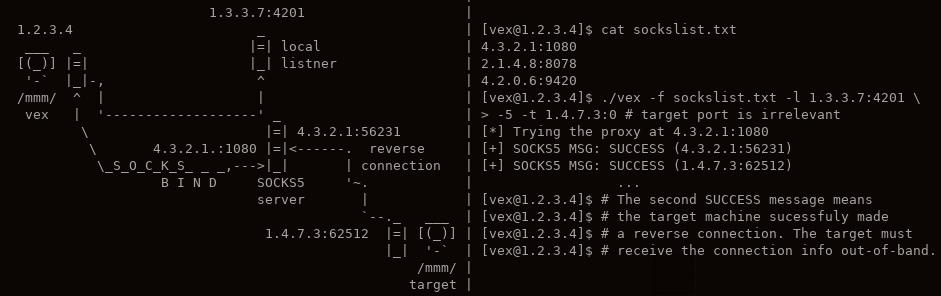 1.3.3.7:4201
1.2.3.4
local
listner
vex
4.3.2.1:56231
4.3.2.1.:1080
reverse
connection
S_O_C_K_S
B I N D
SOCKS5
server
1.4.7.3:62512
target
[vex@1.2.3.4]$ cat sockslist.txt
4.3.2.1:1080
2.1.4.8:8078
4.2.0.6:9420
[vex@1.2.3.4]$ ./vex -f sockslist.txt -l 1.3.3.7:4201 \
> -5 -t 1.4.7.3:0 # target port is irrelevant
[*] Trying the proxy at 4.3.2.1:1080
[+] SOCKS5 MSG: SUCCESS (4.3.2.1:56231)
[+] SOCKS5 MSG: SUCCESS (1.4.7.3:62512)
...
[vex@1.2.3.4]$ # The second SUCCESS message means
[vex@1.2.3.4]$ # the target machine sucessfuly made
[vex@1.2.3.4]$ # a reverse connection. The target must
[vex@1.2.3.4]$ # receive the connection info out-of-band.